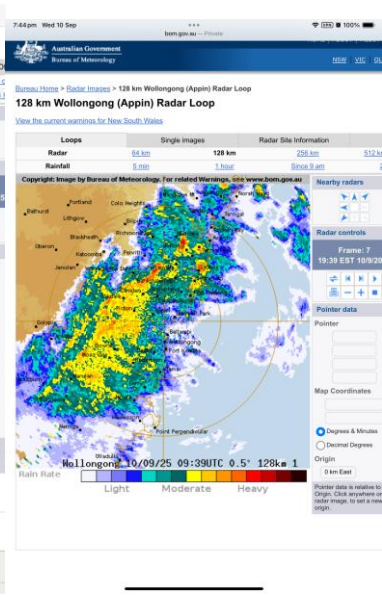 7:44 pm Wed 10 Sep
100%
bom.gov.au — Private
Australian Government
Bureau of Meteorology
NSW VIC
Bureau Home > Radar Images > 128 km Wollongong (Appin) Radar Loop
128 km Wollongong (Appin) Radar Loop
View the current warnings for New South Wales
Loops Single images Radar Site Information
Radar 64 km 128 km 256 km 512 k
Rainfall 5 min 1 hour Since 9 am
Copyright: Image by Bureau of Meteorology. For related Warnings, see www.bom.gov.au
Nearby radars
Portland Colo Heights
Bathurst Lithgow
Richmond
Blackheath
Oberon Katoomba Penrith
Jenolan
Radar controls
Frame: 7
19:39 EST 10/9/20
Pointer data
Pointer
Bellambi
Wollongong
Port
Map Coordinates
Nerriga
Point Perpendicular
Ulladulla
Degrees & Minutes
Decimal Degrees
Origin
0 km East
Wollongong 10/09/25 09:39UTC 0.5° 128km 1
Rain Rate
Light Moderate Heavy
Pointer data is relative to
Origin. Click anywhere on
radar image, to set a new
origin.